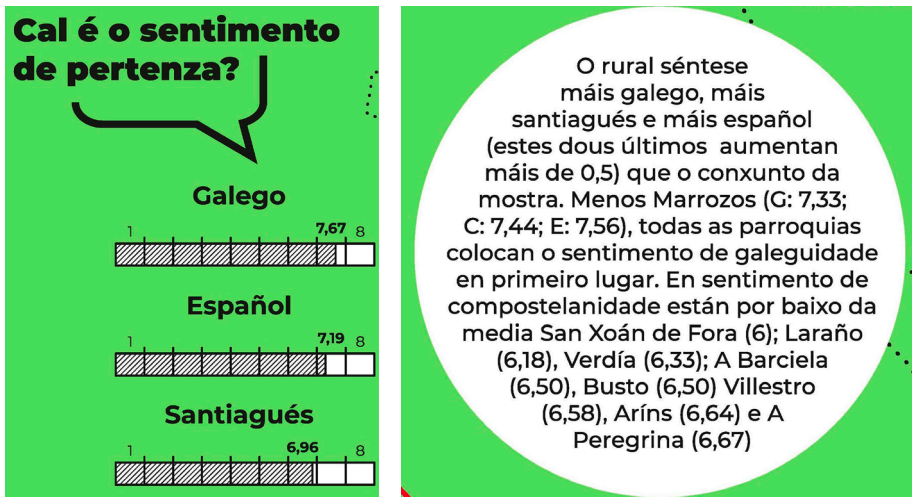 Cal é o sentimento
de pertenza?
Galego
1 7,67 8
Español
1 7,19 8
Santiagués
1 6,96 8
O rural séntese
máis galego, máis
santiagués e máis español
(estes dous últimos aumentan
máis de 0,5) que o conxunto da
mostra. Menos Marrozos (G: 7,33;
C: 7,44; E: 7,56), todas as parroquias
colocan o sentimento de galeguidade
en primeiro lugar. En sentimento de
compostelanidade están por baixo da
media San Xoán de Fora (6); Laraño
(6,18), Verdía (6,33); A Barciela
(6,50), Busto (6,50) Villestro
(6,58), Aríns (6,64) e A
Peregrina (6,67)